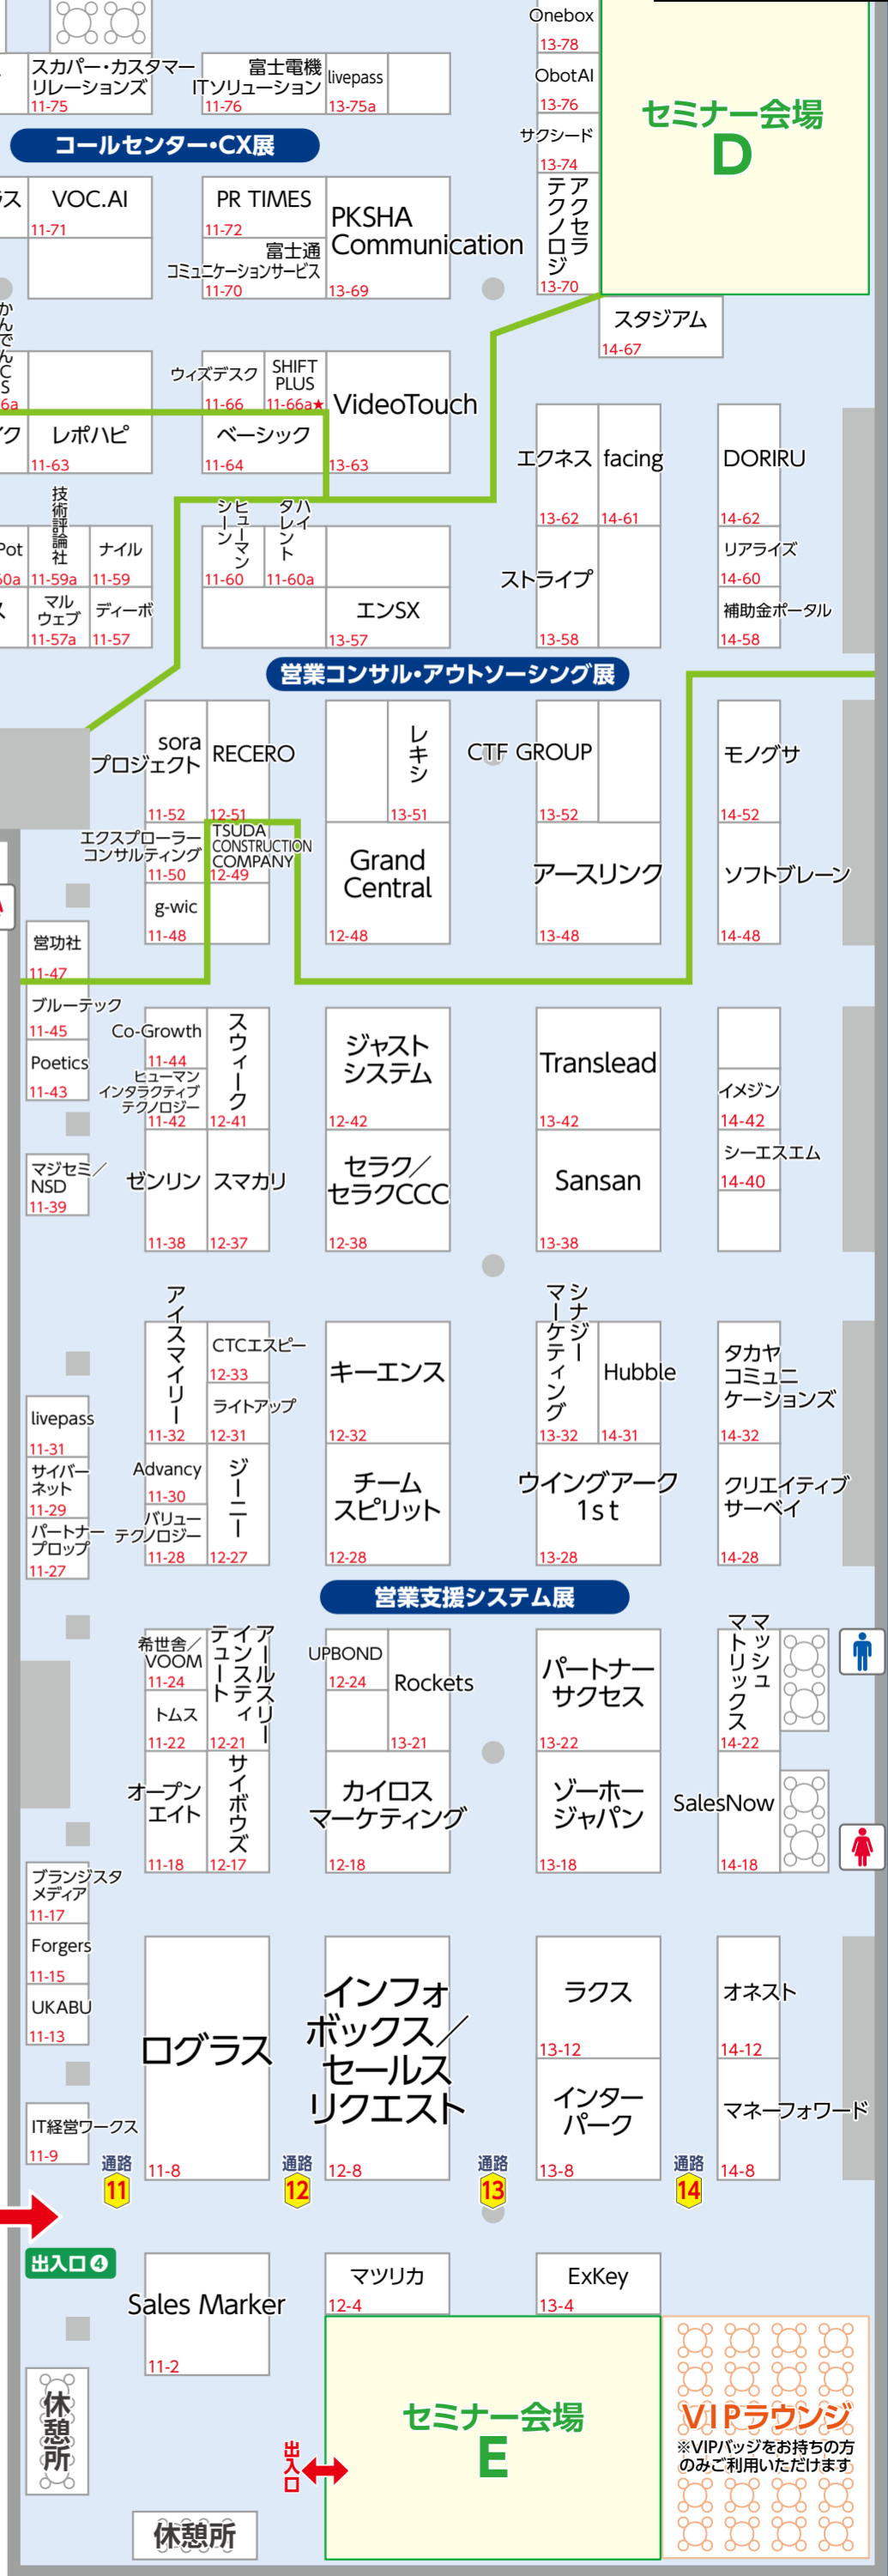 Onebox
13-78
ObotAI
13-76
サクシード
13-74
アクセラ
テクノロジ
13-70
セミナー会場
D
スカパー・カスタマー
リレーションズ
11-75
富士電機
ITソリューション
11-76
livepass
13-75a
コールセンター・CX展
ス
VOC.AI
11-71
PR TIMES
11-72
富士通
コミュニケーションサービス
11-70
PKSHA
Communication
13-69
スタジアム
14-67
かんでんCS
6a
ウィズデスク
11-66
SHIFT
PLUS
11-66a★
VideoTouch
13-63
ク
レポハピ
11-63
ベーシック
11-64
エクネス
13-62
facing
14-61
DORIRU
14-62
Pot
60a
技術評論社
11-59a
ナイル
11-59
ヒューマン
シーン
11-60
ハイ
タレント
11-60a
ストライプ
13-58
リアライズ
14-60
ス
マル
ウェブ
11-57a
ディーボ
11-57
エンSX
13-57
補助金ポータル
14-58
営業コンサル・アウトソーシング展
sora
プロジェクト
11-52
RECERO
12-51
レキシ
13-51
CTF GROUP
13-52
モノグサ
14-52
エクスプローラー
コンサルティング
11-50
TSUDA
CONSTRUCTION
COMPANY
12-49
Grand
Central
12-48
アースリンク
13-48
ソフトブレーン
14-48
g-wic
11-48
営功社
11-47
ブルーテック
11-45
Poetics
11-43
Co-Growth
11-44
ヒューマン
インタラクティブ
テクノロジー
11-42
スウィーク
12-41
ジャスト
システム
12-42
Translead
13-42
イメジン
14-42
マジセミ／
NSD
11-39
ゼンリン
11-38
スマカリ
12-37
セラク／
セラクCCC
12-38
Sansan
13-38
シーエスエム
14-40
アイスマイリー
11-32
CTCエスピー
12-33
ライトアップ
12-31
キーエンス
12-32
シナジー
マーケティング
13-32
Hubble
14-31
タカヤ
コミュニ
ケーションズ
14-32
livepass
11-31
サイバー
ネット
11-29
パートナー
プロップ
11-27
Advancy
11-30
バリュー
テクノロジー
11-28
ジーニー
12-27
チーム
スピリット
12-28
ウイングアーク
1st
13-28
クリエイティブ
サーベイ
14-28
営業支援システム展
希世舎／
VOOM
11-24
トムス
11-22
アールスリー
インスティ
テュート
12-21
UPBOND
12-24
Rockets
13-21
パートナー
サクセス
13-22
マッシュ
マトリックス
14-22
オープン
エイト
11-18
サイボウズ
12-17
カイロス
マーケティング
12-18
ゾーホー
ジャパン
13-18
SalesNow
14-18
ブランジスタ
メディア
11-17
Forgers
11-15
UKABU
11-13
IT経営ワークス
11-9
ログラス
11-8
インフォ
ボックス／
セールス
リクエスト
12-8
ラクス
13-12
インター
パーク
13-8
オネスト
14-12
マネーフォワード
14-8
通路
11
通路
12
通路
13
通路
14
出入口4
Sales Marker
11-2
マツリカ
12-4
ExKey
13-4
休憩所
出入口
セミナー会場
E
VIPラウンジ
※VIPバッジをお持ちの方
のみご利用いただけます
休憩所